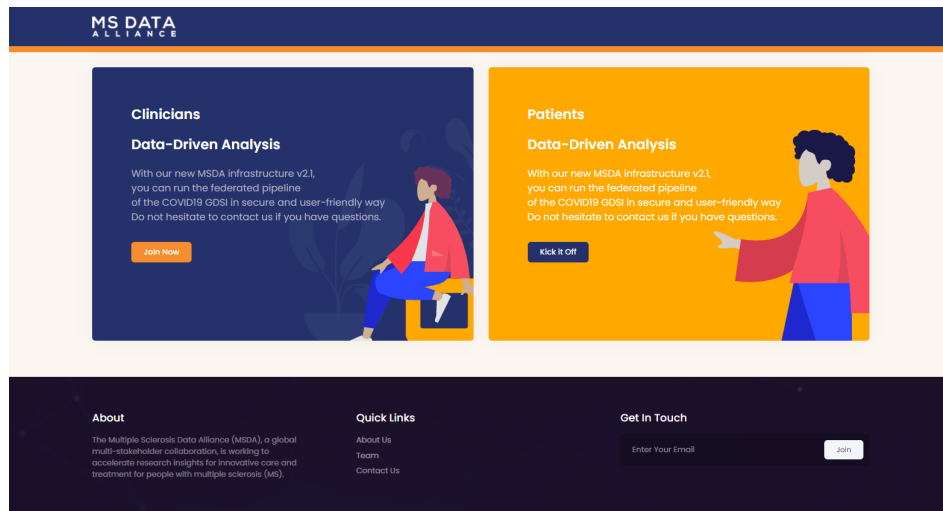 MS DATA
ALLIANCE
Clinicians
Data-Driven Analysis
With our new MSDA infrastructure v2.1,
you can run the federated pipeline
of the COVID19 GDSI in secure and user-friendly way
Do not hesitate to contact us if you have questions.
Join Now
Patients
Data-Driven Analysis
With our new MSDA infrastructure v2.1,
you can run the federated pipeline
of the COVID19 GDSI in secure and user-friendly way
Do not hesitate to contact us if you have questions.
Kick it Off
About
The Multiple Sclerosis Data Alliance (MSDA), a global
multi-stakeholder collaboration, is working to
accelerate research insights for innovative care and
treatment for people with multiple sclerosis (MS).
Quick Links
About Us
Team
Contact Us
Get In Touch
Enter Your Email
Join